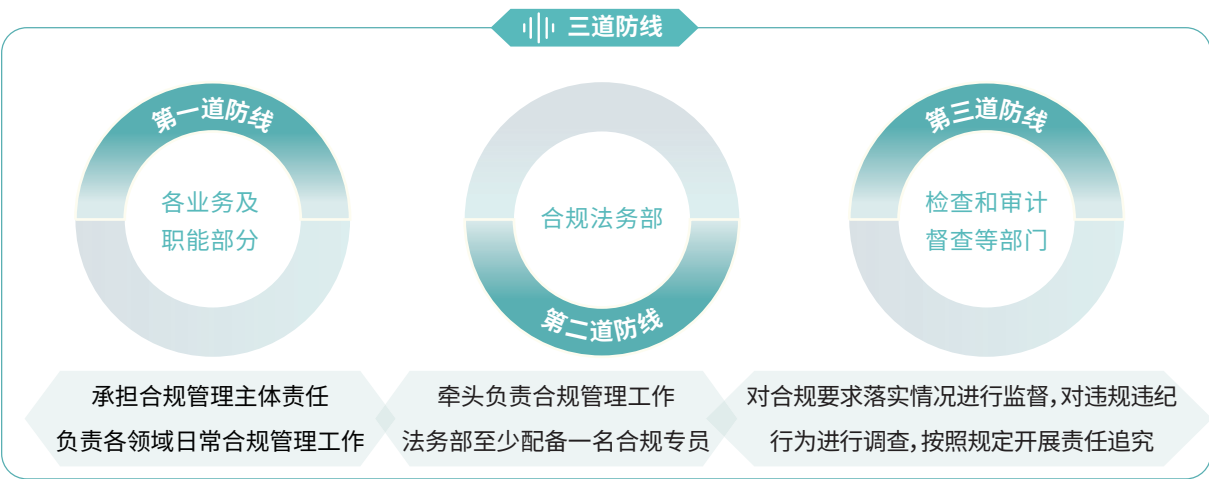 三道防线
第一道防线
各业务及
职能部分
承担合规管理主体责任
负责各领域日常合规管理工作
合规法务部
第二道防线
牵头负责合规管理工作
法务部至少配备一名合规专员
第三道防线
检查和审计
督查等部门
对合规要求落实情况进行监督,对违规违纪
行为进行调查,按照规定开展责任追究